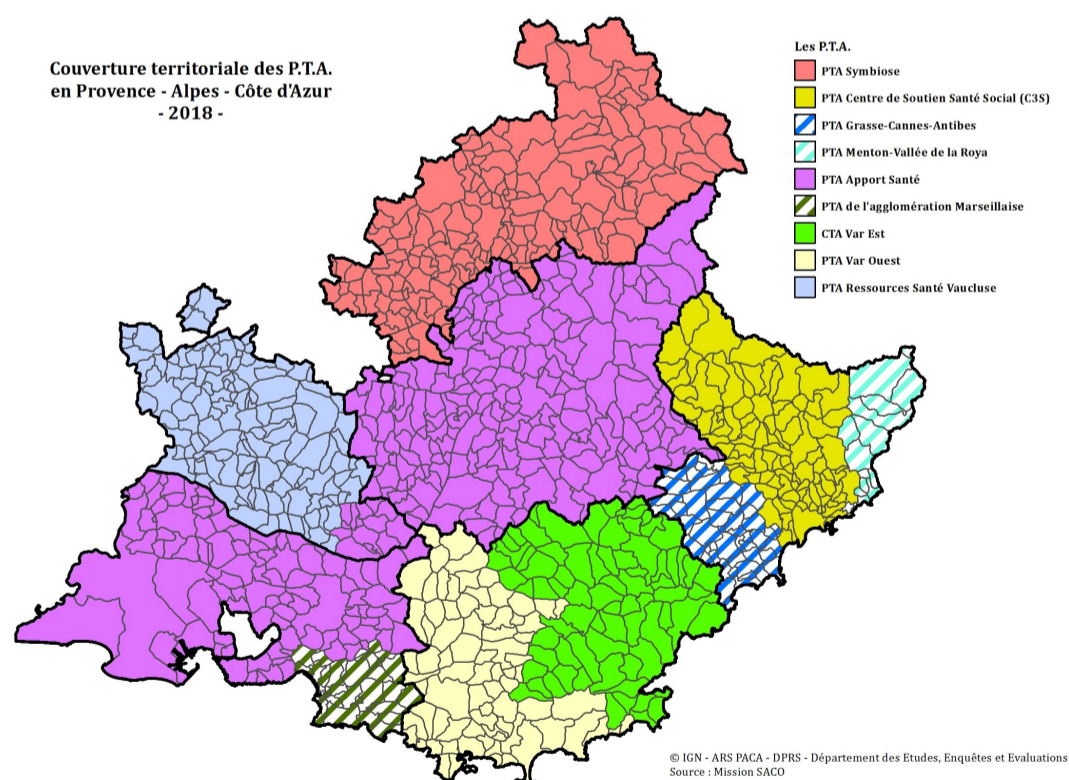 Couverture territoriale des P.T.A.
en Provence - Alpes - Côte d'Azur
- 2018 -
Les P.T.A.
PTA Symbiose
PTA Centre de Soutien Santé Social (C3S)
PTA Grasse-Cannes-Antibes
PTA Menton-Vallée de la Roya
PTA Apport Santé
PTA de l'agglomération Marseillaise
CTA Var Est
PTA Var Ouest
PTA Ressources Santé Vaucluse
© IGN - ARS PACA - DPRS - Département des Etudes, Enquêtes et Evaluations
Source : Mission SACO